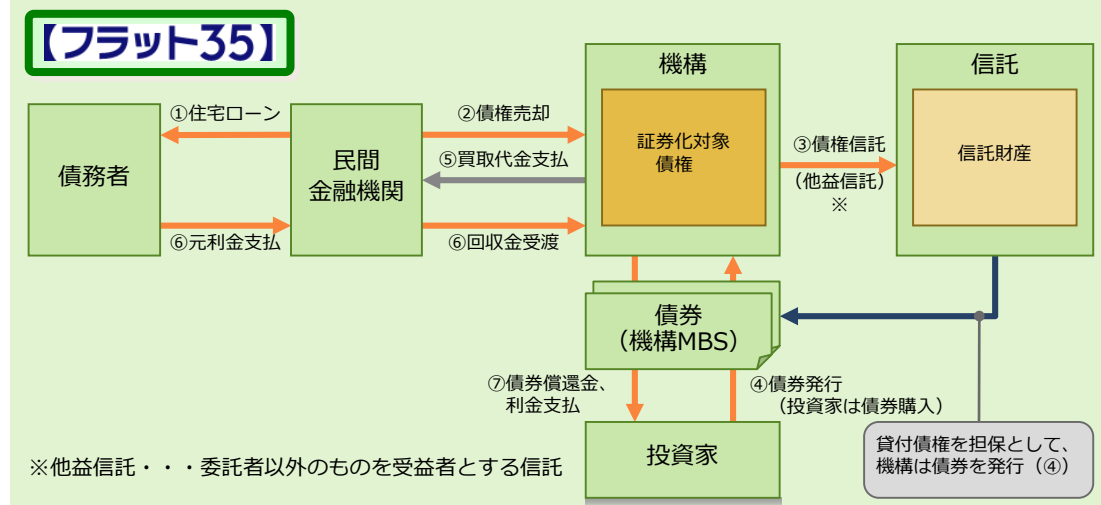 【フラット35】
機構
信託
①住宅ローン
②債権売却
債務者
民間
金融機関
証券化対象
債権
③債権信託
（他益信託）
※
信託財産
⑤買取代金支払
⑥元利金支払
⑥回収金受渡
債券
（機構MBS）
⑦債券償還金、
利金支払
④債券発行
（投資家は債券購入）
投資家
貸付債権を担保として、
機構は債券を発行（④）
※他益信託・・・委託者以外のものを受益者とする信託